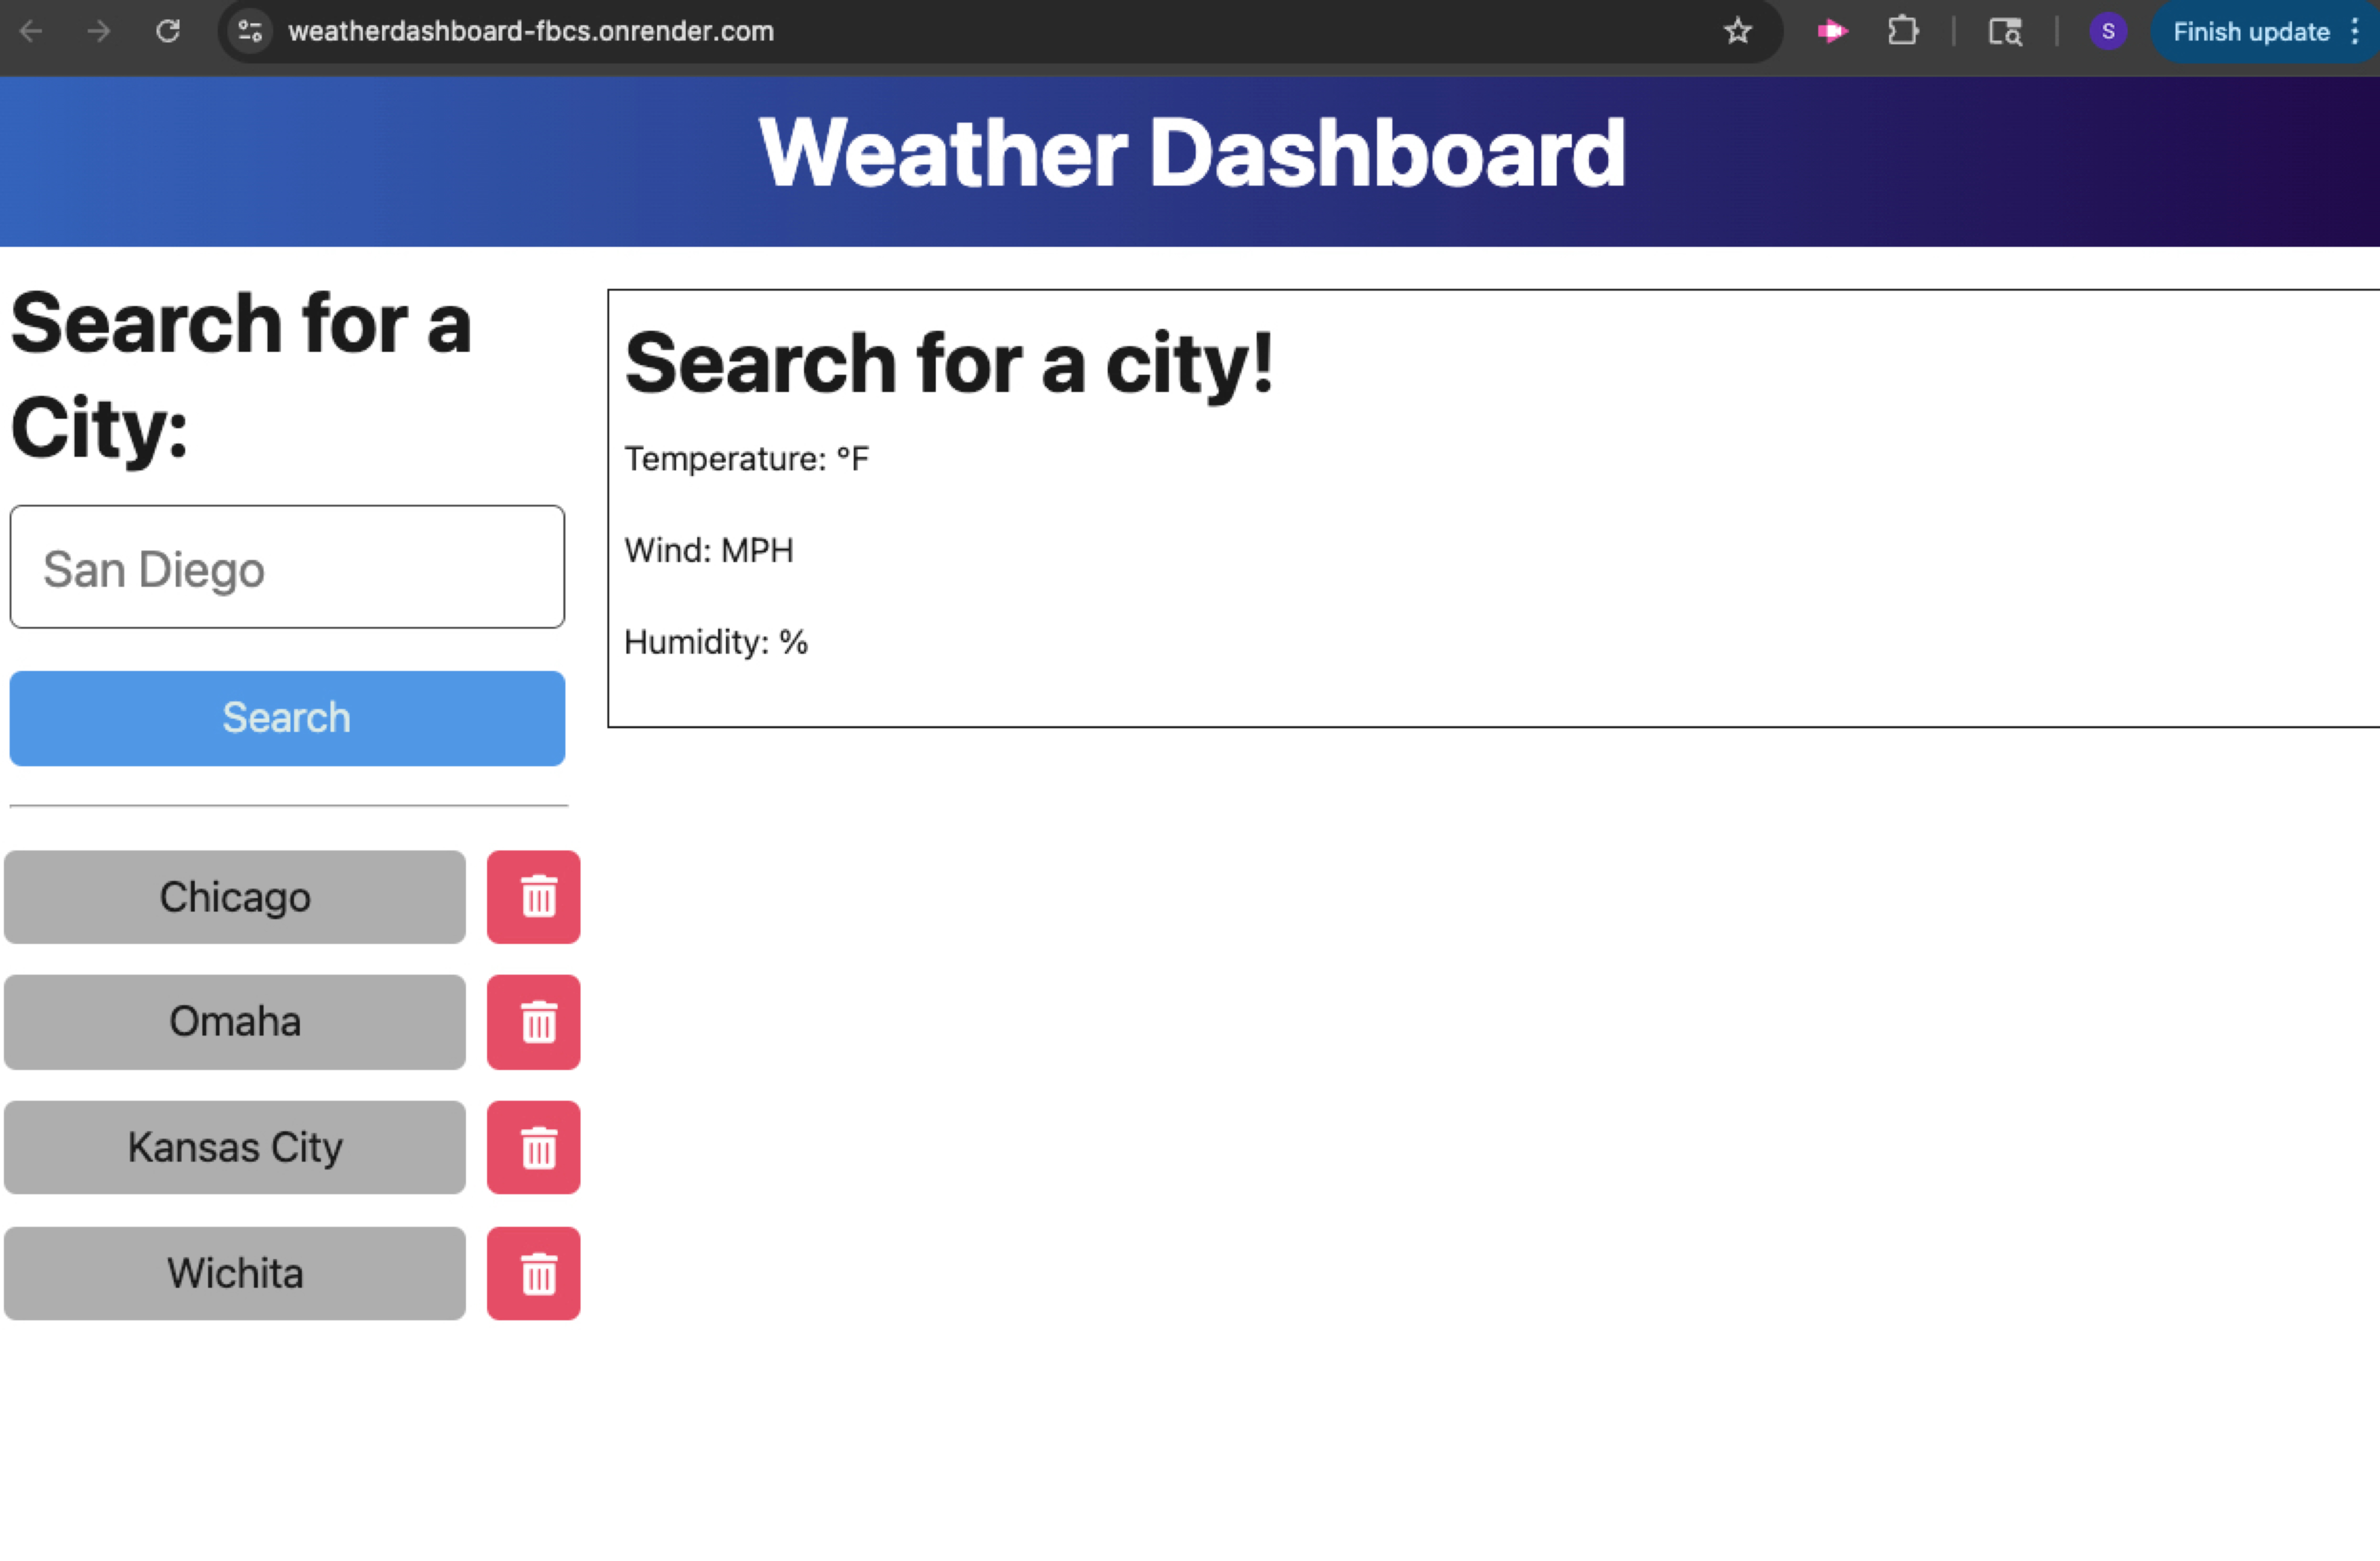 weatherdashboard-fbcs.onrender.com
S
Finish update
Weather Dashboard
Search for a
City:
San Diego
Search
Chicago
Omaha
Kansas City
Wichita
Search for a city!
Temperature: °F
Wind: MPH
Humidity: %